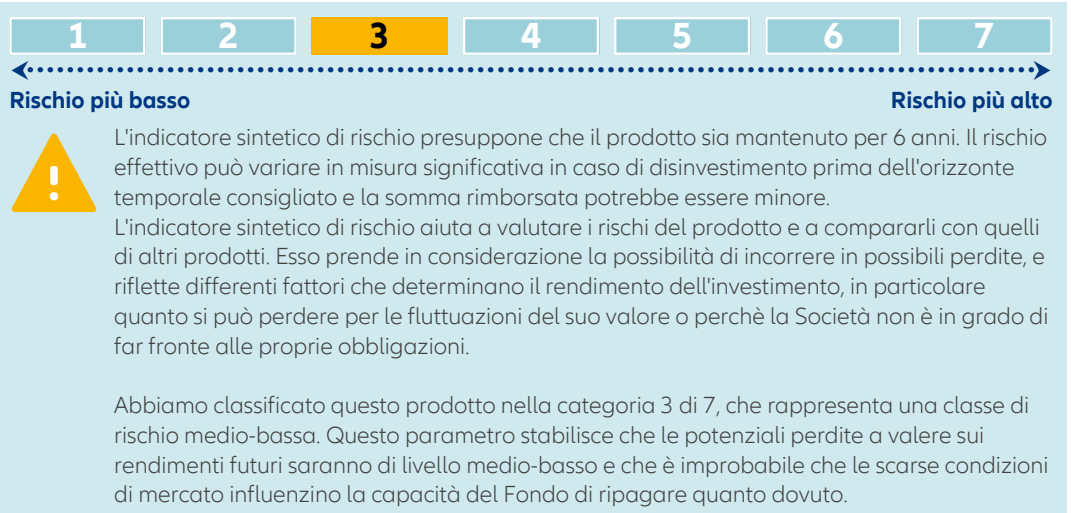 1 2 3 4 5 6 7
Rischio più basso Rischio più alto
L'indicatore sintetico di rischio presuppone che il prodotto sia mantenuto per 6 anni. Il rischio
effettivo può variare in misura significativa in caso di disinvestimento prima dell'orizzonte
temporale consigliato e la somma rimborsata potrebbe essere minore.
L'indicatore sintetico di rischio aiuta a valutare i rischi del prodotto e a compararli con quelli
di altri prodotti. Esso prende in considerazione la possibilità di incorrere in possibili perdite, e
riflette differenti fattori che determinano il rendimento dell'investimento, in particolare
quanto si può perdere per le fluttuazioni del suo valore o perchè la Società non è in grado di
far fronte alle proprie obbligazioni.
Abbiamo classificato questo prodotto nella categoria 3 di 7, che rappresenta una classe di
rischio medio-bassa. Questo parametro stabilisce che le potenziali perdite a valere sui
rendimenti futuri saranno di livello medio-basso e che è improbabile che le scarse condizioni
di mercato influenzino la capacità del Fondo di ripagare quanto dovuto.